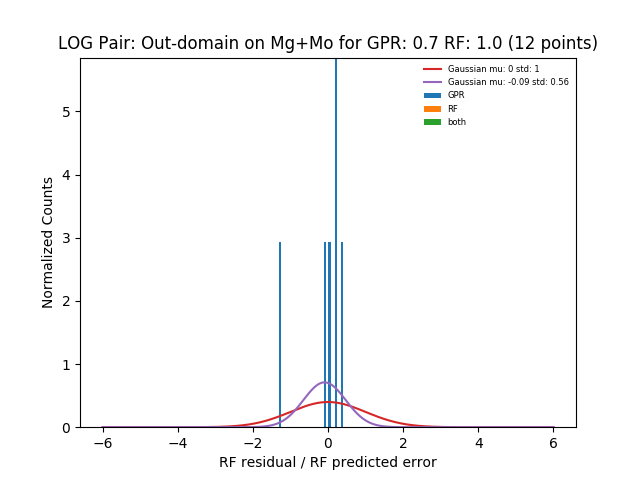 LOG Pair: Out-domain on Mg+Mo for GPR: 0.7 RF: 1.0 (12 points)
Gaussian mu: 0 std: 1
Gaussian mu: -0.09 std: 0.56
GPR
RF
both
Normalized Counts
5
4
3
2
1
0
−6 −4 −2 0 2 4 6
RF residual / RF predicted error